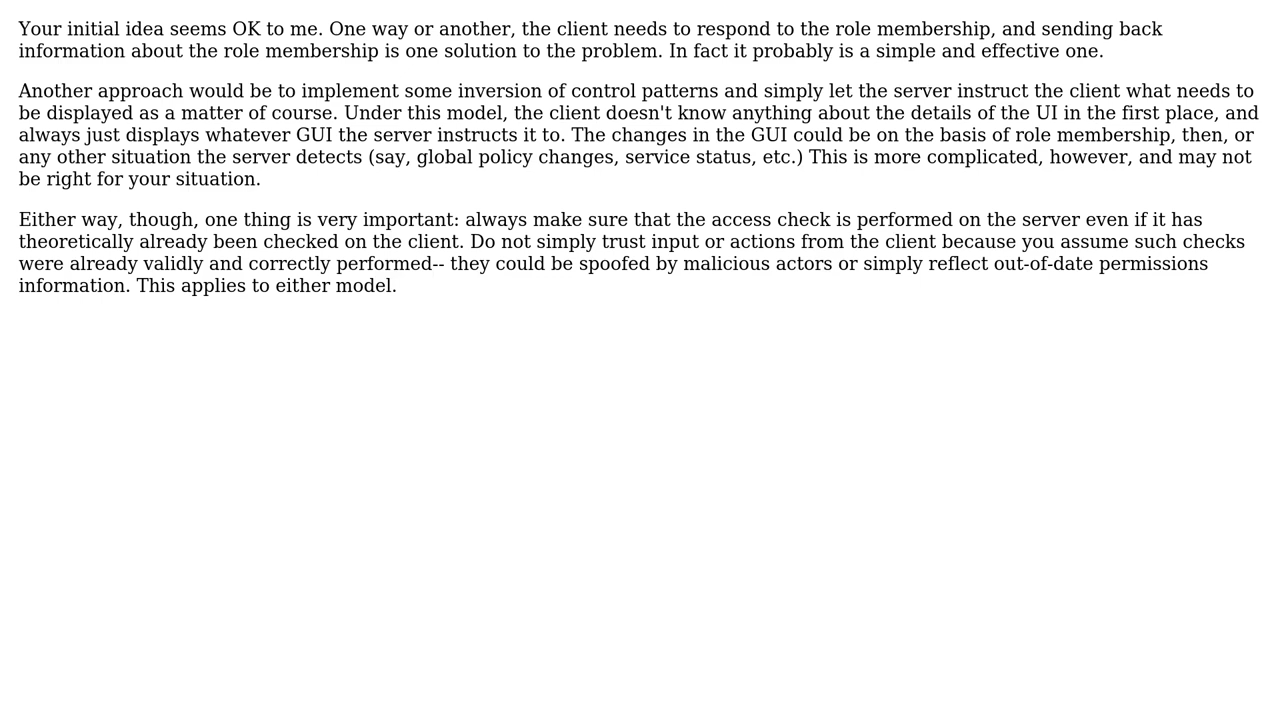 Your initial idea seems OK to me. One way or another, the client needs to respond to the role membership, and sending back
information about the role membership is one solution to the problem. In fact it probably is a simple and effective one.
Another approach would be to implement some inversion of control patterns and simply let the server instruct the client what needs to
be displayed as a matter of course. Under this model, the client doesn't know anything about the details of the UI in the first place, and
always just displays whatever GUI the server instructs it to. The changes in the GUI could be on the basis of role membership, then, or
any other situation the server detects (say, global policy changes, service status, etc.) This is more complicated, however, and may not
be right for your situation.
Either way, though, one thing is very important: always make sure that the access check is performed on the server even if it has
theoretically already been checked on the client. Do not simply trust input or actions from the client because you assume such checks
were already validly and correctly performed-- they could be spoofed by malicious actors or simply reflect out-of-date permissions
information. This applies to either model.